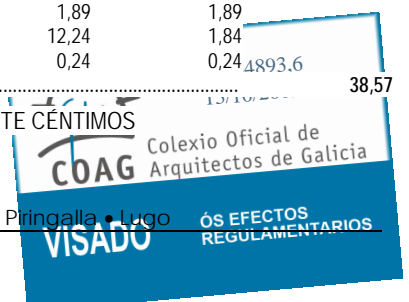 1,89 1,89
12,24 1,84
0,24 0,24
4893,6
38,57
TE CÉNTIMOS
COAG Colexio Oficial de
Arquitectos de Galicia
Piringalla • Lugo
VISADO ÓS EFECTOS
REGULAMENTARIOS